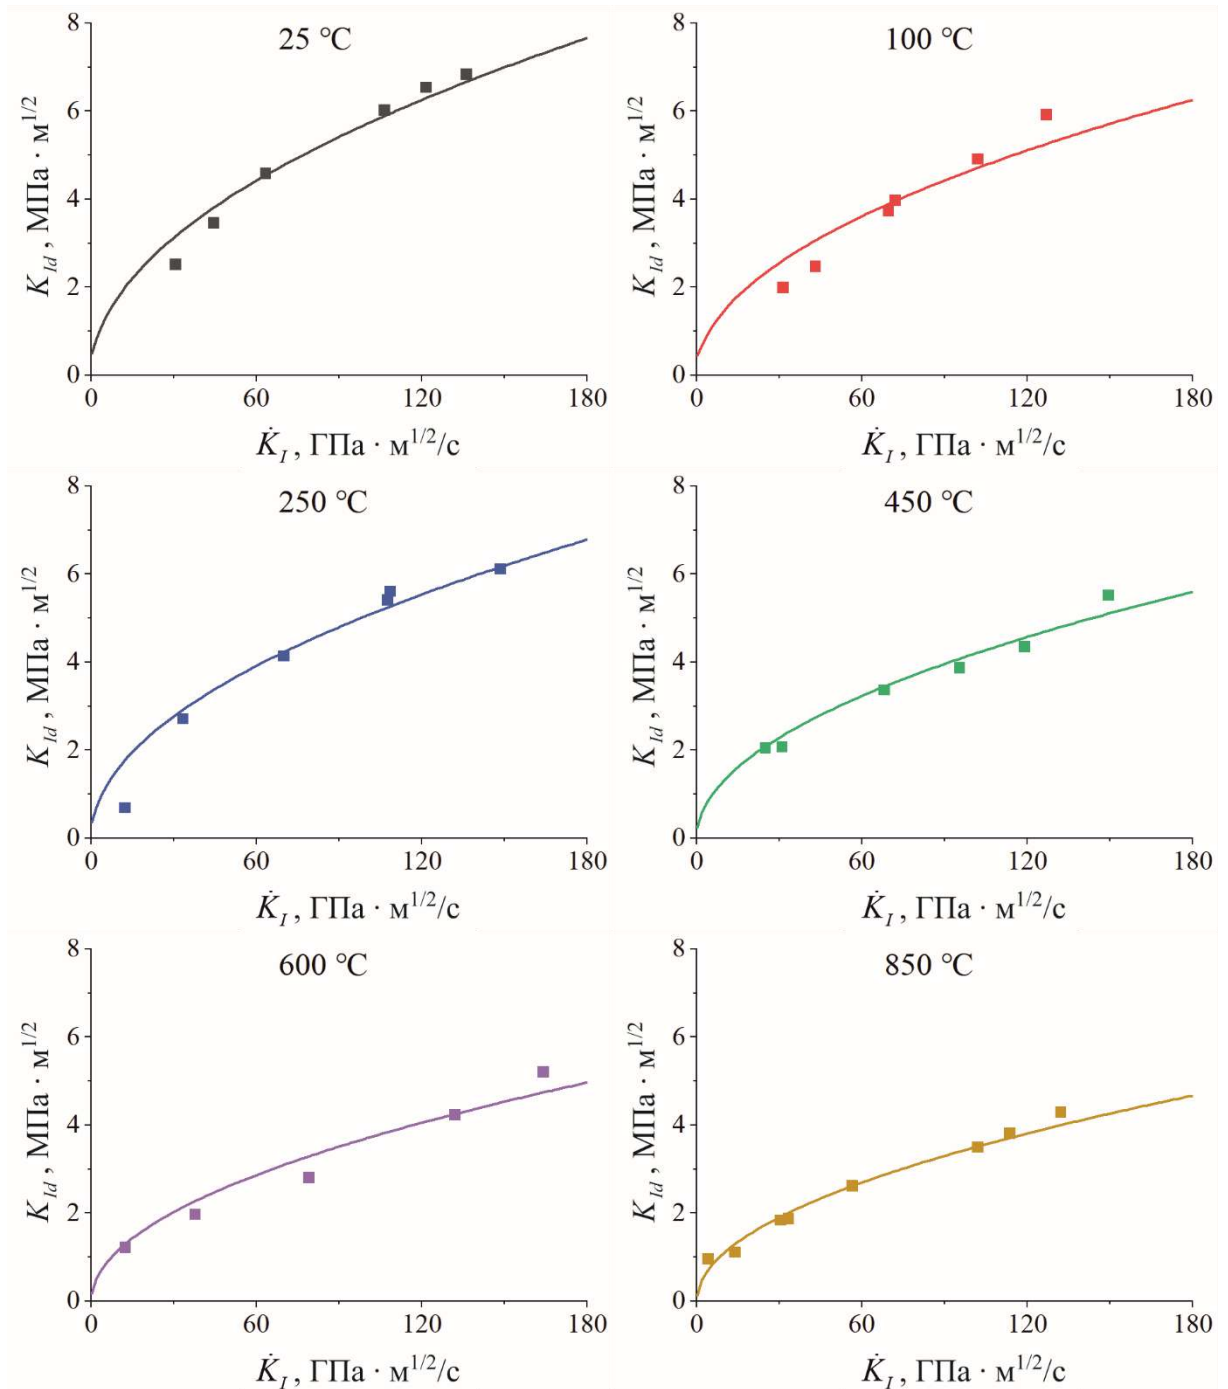 25 °C
8
6
4
2
0
K_Id , МПа · м^1/2
0 60 120 180
K̇_I , ГПа · м^1/2/с
100 °C
8
6
4
2
0
K_Id , МПа · м^1/2
0 60 120 180
K̇_I , ГПа · м^1/2/с
250 °C
8
6
4
2
0
K_Id , МПа · м^1/2
0 60 120 180
K̇_I , ГПа · м^1/2/с
450 °C
8
6
4
2
0
K_Id , МПа · м^1/2
0 60 120 180
K̇_I , ГПа · м^1/2/с
600 °C
8
6
4
2
0
K_Id , МПа · м^1/2
0 60 120 180
K̇_I , ГПа · м^1/2/с
850 °C
8
6
4
2
0
K_Id , МПа · м^1/2
0 60 120 180
K̇_I , ГПа · м^1/2/с